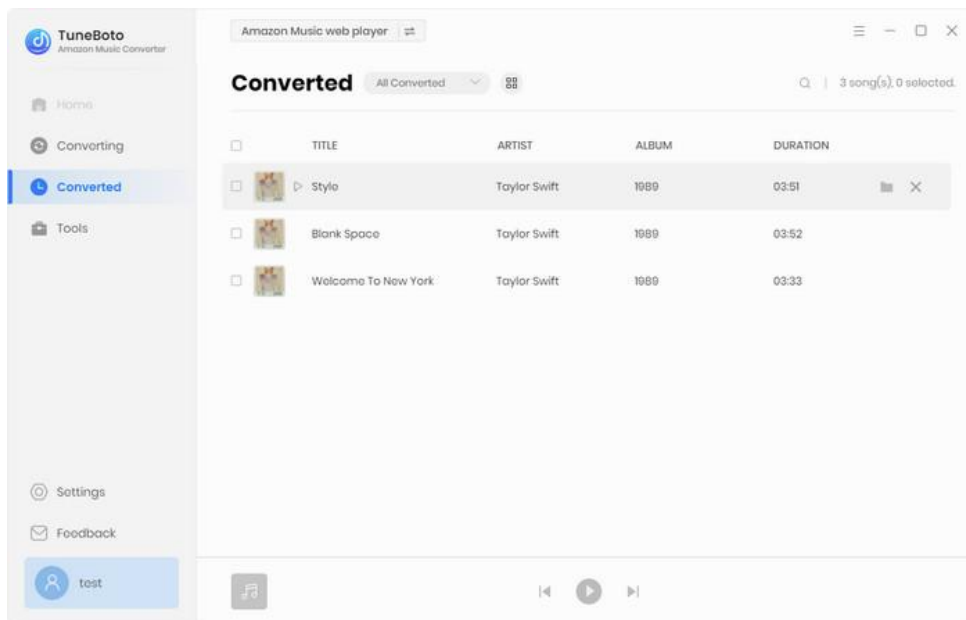 TuneBoto
Amazon Music Converter
Amazon Music web player
Home
Converting
Converted
Tools
Converted
All Converted
3 song(s), 0 selected.
TITLE ARTIST ALBUM DURATION
Style Taylor Swift 1989 03:51
Blank Space Taylor Swift 1989 03:52
Welcome To New York Taylor Swift 1989 03:33
Settings
Feedback
test